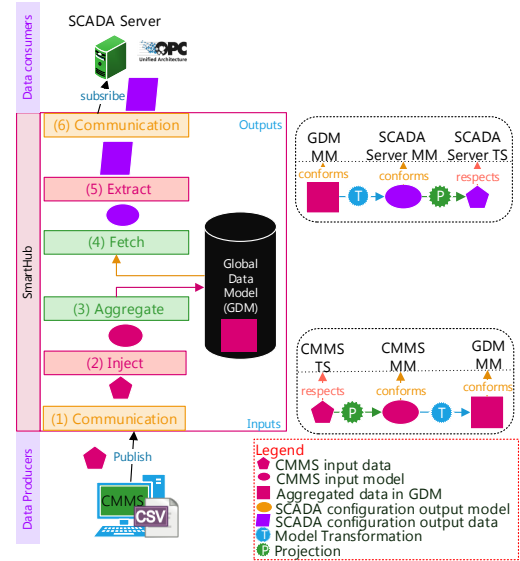 SCADA Server
OPC
Unified Architecture
Data consumers
subsribe
(6) Communication
Outputs
(5) Extract
(4) Fetch
SmartHub
Global
Data
Model
(GDM)
(3) Aggregate
(2) Inject
(1) Communication
Inputs
Data Producers
Publish
CMMS
CSV
GDM
MM
SCADA
Server MM
SCADA
Server TS
conforms
conforms
respects
T
P
CMMS
TS
CMMS
MM
GDM
MM
respects
conforms
conforms
P
T
Legend
CMMS input data
CMMS input model
Aggregated data in GDM
SCADA configuration output model
SCADA configuration output data
T Model Transformation
P Projection